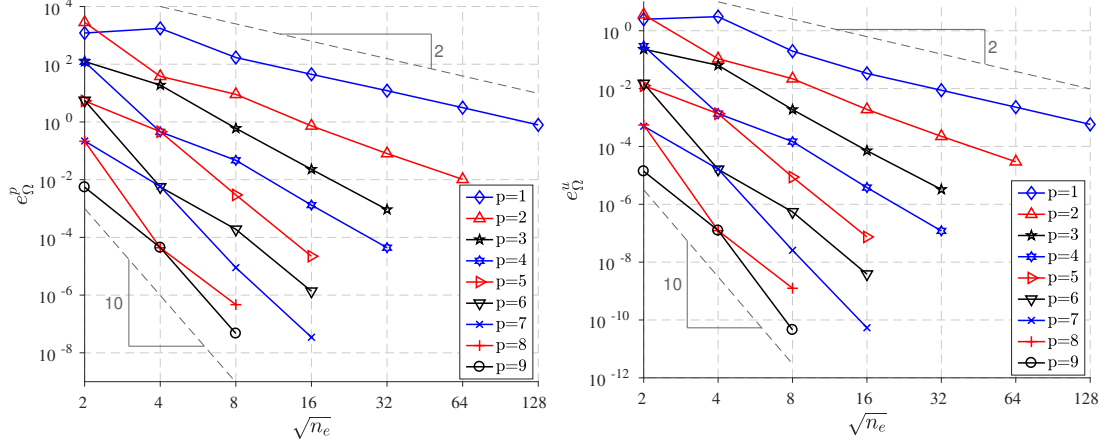 10^4
10^2
10^0
10^-2
10^-4
10^-6
10^-8
e_Ω^p
2
10
p=1
p=2
p=3
p=4
p=5
p=6
p=7
p=8
p=9
2 4 8 16 32 64 128
√n_e
10^0
10^-2
10^-4
10^-6
10^-8
10^-10
10^-12
e_Ω^u
2
10
p=1
p=2
p=3
p=4
p=5
p=6
p=7
p=8
p=9
2 4 8 16 32 64 128
√n_e